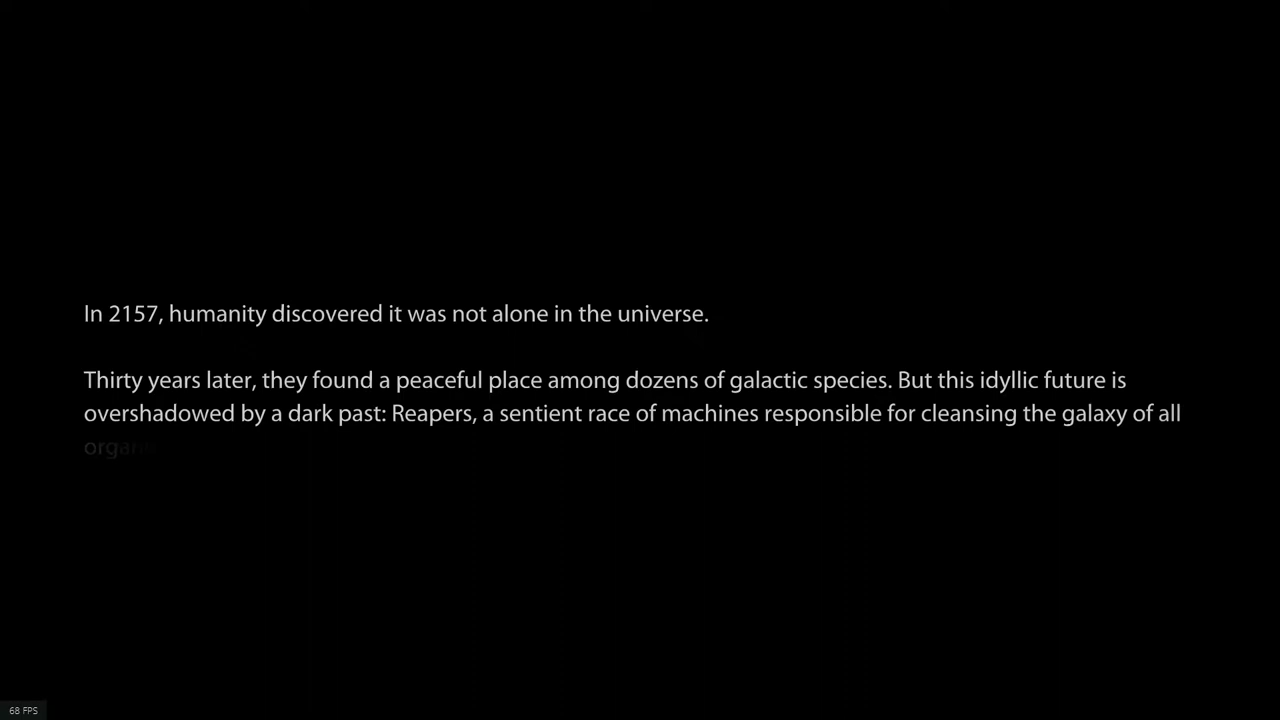 In 2157, humanity discovered it was not alone in the universe.
Thirty years later, they found a peaceful place among dozens of galactic species. But this idyllic future is
overshadowed by a dark past: Reapers, a sentient race of machines responsible for cleansing the galaxy of all
68 FPS